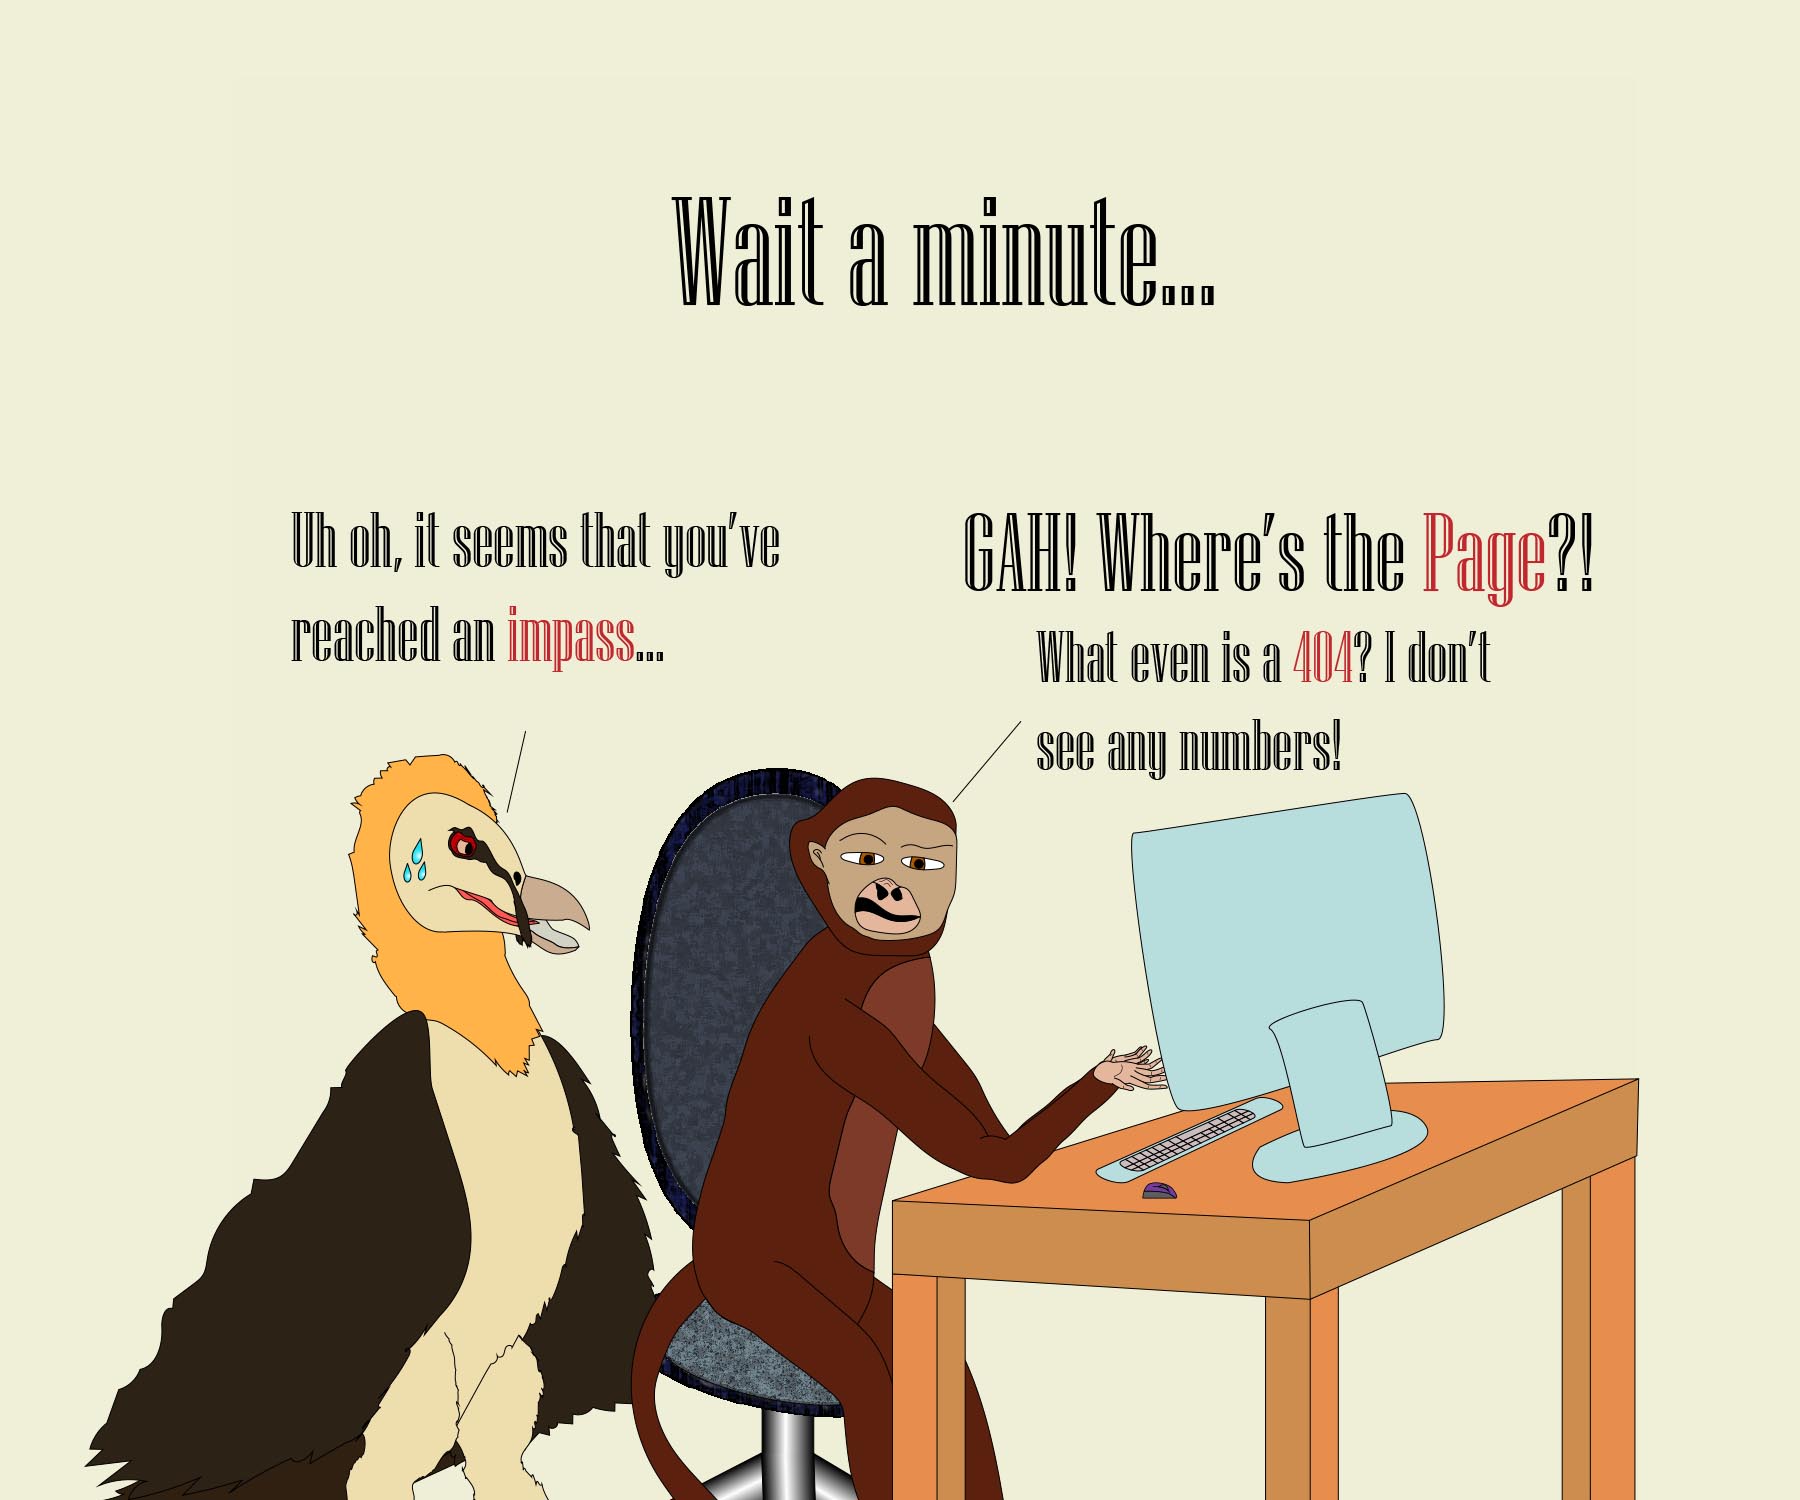 Wait a minute...
Uh oh, it seems that you've
reached an impass...
GAH! Where's the Page?!
What even is a 404? I don't
see any numbers!